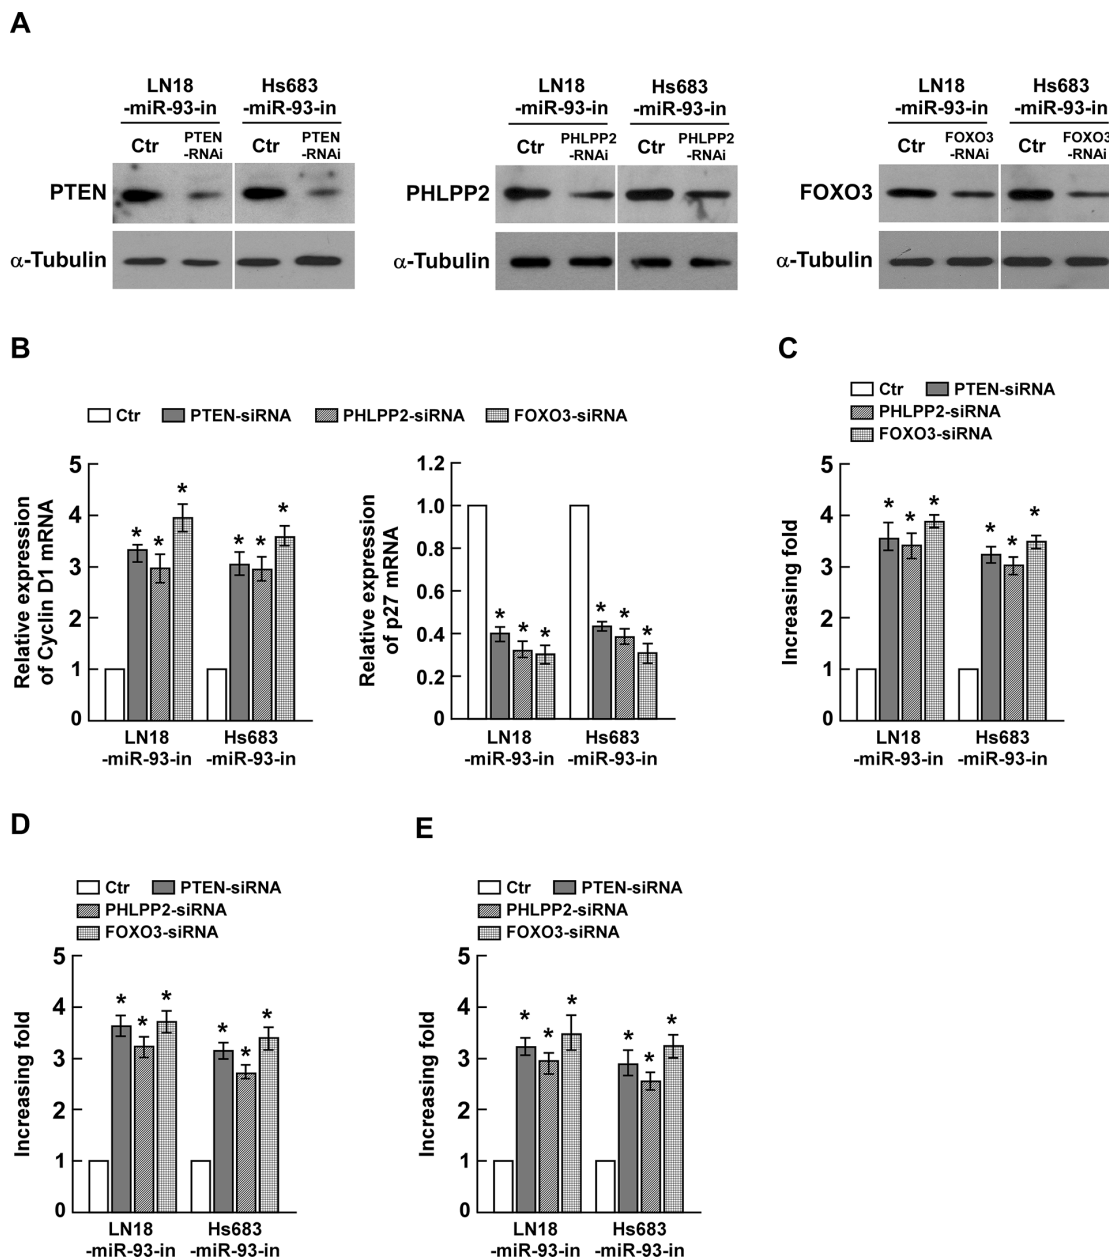 A
LN18
-miR-93-in
Hs683
-miR-93-in
Ctr
PTEN
-RNAi
Ctr
PTEN
-RNAi
PTEN
α-Tubulin
LN18
-miR-93-in
Hs683
-miR-93-in
Ctr
PHLPP2
-RNAi
Ctr
PHLPP2
-RNAi
PHLPP2
α-Tubulin
LN18
-miR-93-in
Hs683
-miR-93-in
Ctr
FOXO3
-RNAi
Ctr
FOXO3
-RNAi
FOXO3
α-Tubulin
B
Ctr PTEN-siRNA PHLPP2-siRNA FOXO3-siRNA
Relative expression
of Cyclin D1 mRNA
5
4
3
2
1
0
* * * * * *
LN18
-miR-93-in
Hs683
-miR-93-in
Relative expression
of p27 mRNA
1.2
1.0
0.8
0.6
0.4
0.2
0
* * * * * *
LN18
-miR-93-in
Hs683
-miR-93-in
C
Ctr PTEN-siRNA
PHLPP2-siRNA
FOXO3-siRNA
Increasing fold
5
4
3
2
1
0
* * * * * *
LN18
-miR-93-in
Hs683
-miR-93-in
D
Ctr PTEN-siRNA
PHLPP2-siRNA
FOXO3-siRNA
Increasing fold
5
4
3
2
1
0
* * * * * *
LN18
-miR-93-in
Hs683
-miR-93-in
E
Ctr PTEN-siRNA
PHLPP2-siRNA
FOXO3-siRNA
Increasing fold
5
4
3
2
1
0
* * * * * *
LN18
-miR-93-in
Hs683
-miR-93-in